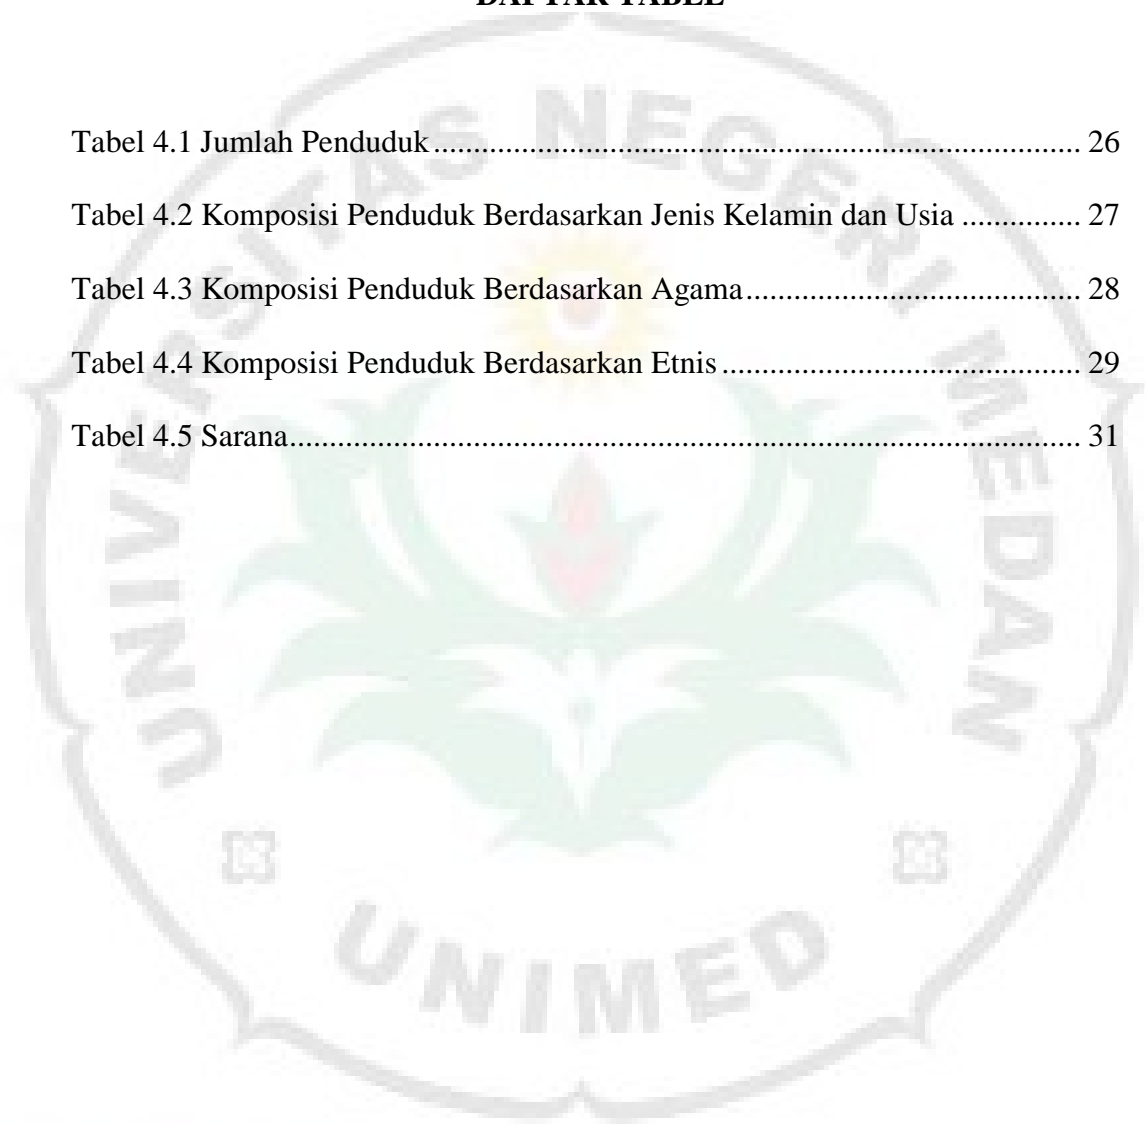 DAFTAR TABEL
Tabel 4.1 Jumlah Penduduk ................................................................................. 26
Tabel 4.2 Komposisi Penduduk Berdasarkan Jenis Kelamin dan Usia ............... 27
Tabel 4.3 Komposisi Penduduk Berdasarkan Agama .......................................... 28
Tabel 4.4 Komposisi Penduduk Berdasarkan Etnis ............................................. 29
Tabel 4.5 Sarana ................................................................................................... 31
UNIVERSITAS NEGERI MEDAN
UNIMED